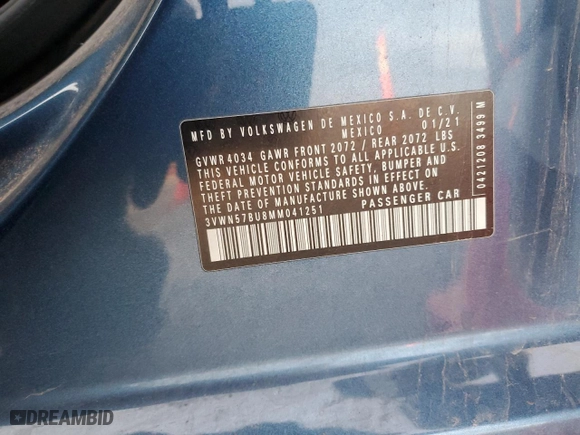 MFD BY VOLKSWAGEN DE MEXICO S.A. DE C.V.
MEXICO 01/21
GVWR 4034 GAWR FRONT 2072 / REAR 2072 LBS
THIS VEHICLE CONFORMS TO ALL APPLICABLE U.S.
FEDERAL MOTOR VEHICLE SAFETY, BUMPER AND
THEFT PREVENTION STANDARDS IN EFFECT ON
THE DATE OF MANUFACTURE SHOWN ABOVE.
3VWN57BU8MM041251 PASSENGER CAR
0421208 3499 M
DREAMBID